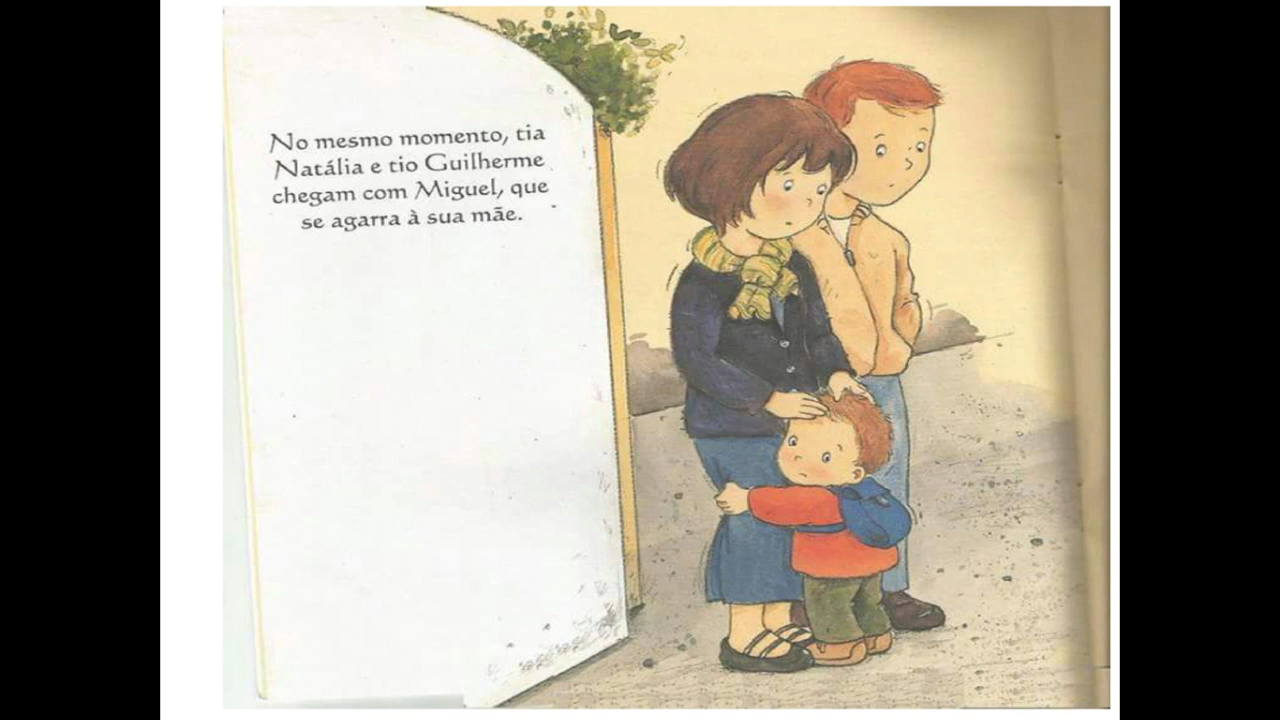 No mesmo momento, tia
Natália e tio Guilherme
chegam com Miguel, que
se agarra à sua mãe.